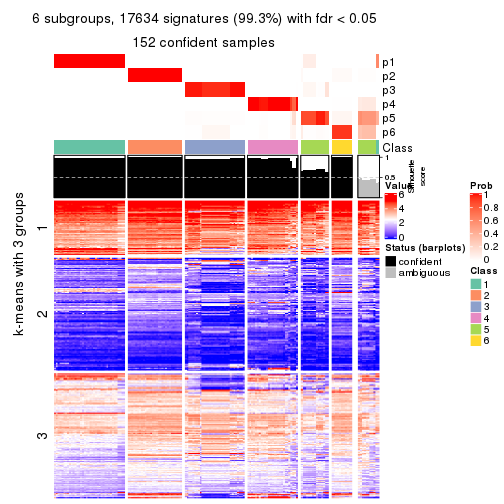 6 subgroups, 17634 signatures (99.3%) with fdr < 0.05
152 confident samples
p1
p2
p3
p4
p5
p6
Class
1
0.5
0
Silhouette
score
k-means with 3 groups
1
2
3
Value
6
4
2
0
Status (barplots)
confident
ambiguous
Prob
1
0.8
0.6
0.4
0.2
0
Class
1
2
3
4
5
6